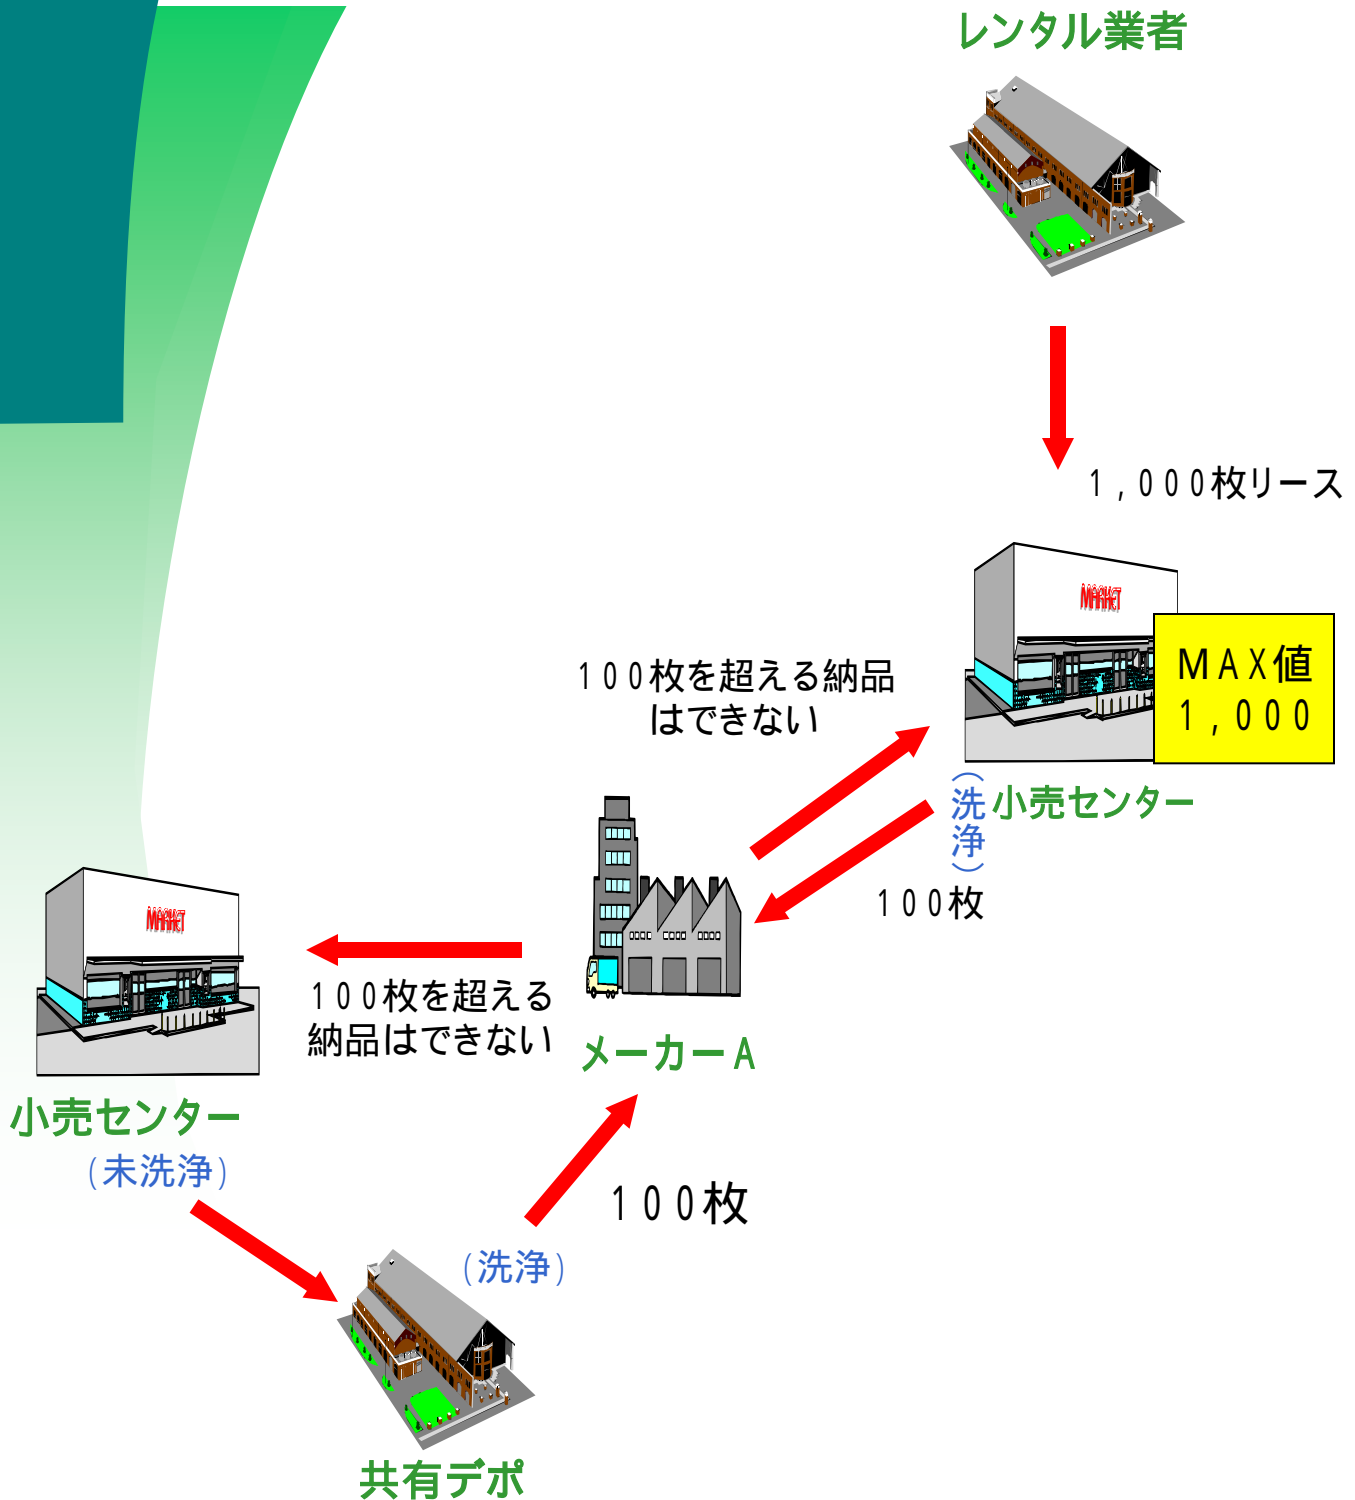 レンタル業者
１，０００枚リース
MARKET
ＭＡＸ値
１，０００
１００枚を超える納品
はできない
（洗浄）
小売センター
１００枚
MARKET
１００枚を超える
納品はできない
メーカーＡ
小売センター
（未洗浄）
１００枚
（洗浄）
共有デポ